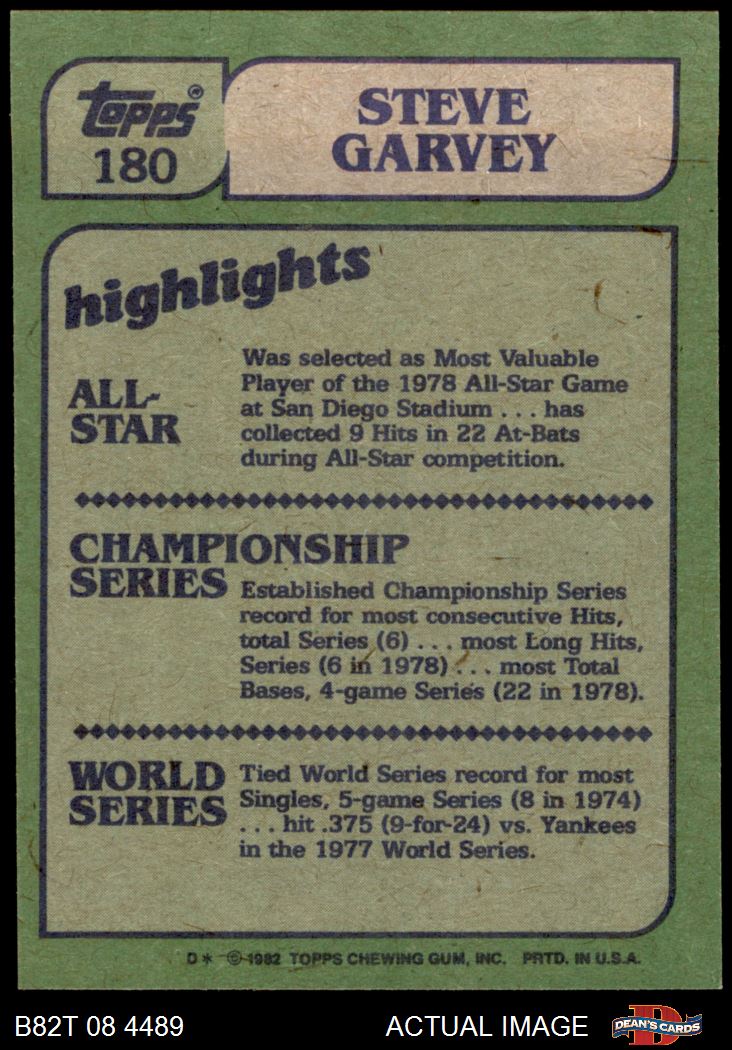 topps®
180
STEVE
GARVEY
highlights
ALL-
STAR
Was selected as Most Valuable
Player of the 1978 All-Star Game
at San Diego Stadium . . . has
collected 9 Hits in 22 At-Bats
during All-Star competition.
CHAMPIONSHIP
SERIES
Established Championship Series
record for most consecutive Hits,
total Series (6) . . . most Long Hits,
Series (6 in 1978) . . . most Total
Bases, 4-game Series (22 in 1978).
WORLD
SERIES
Tied World Series record for most
Singles, 5-game Series (8 in 1974)
. . . hit .375 (9-for-24) vs. Yankees
in the 1977 World Series.
D * © 1982 TOPPS CHEWING GUM, INC. PRTD. IN U.S.A.
B82T 08 4489
ACTUAL IMAGE
D
DEAN'S CARDS